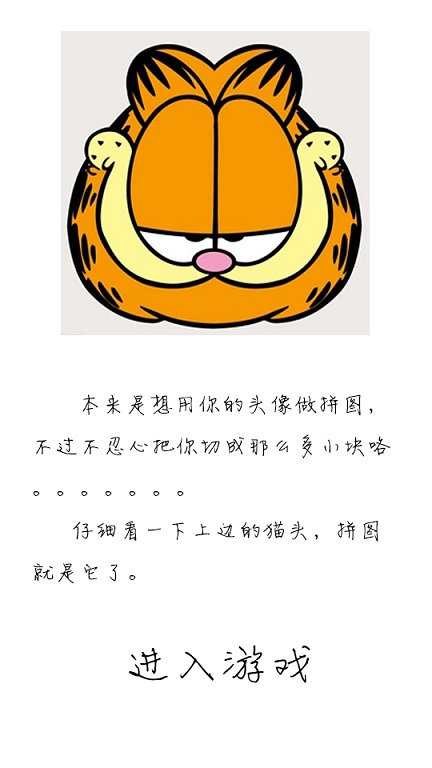 本来是想用你的头像做拼图，
不过不忍心把你切成那么多小块咯
。。。。。。。
仔细看一下上边的猫头，拼图
就是它了。
进入游戏